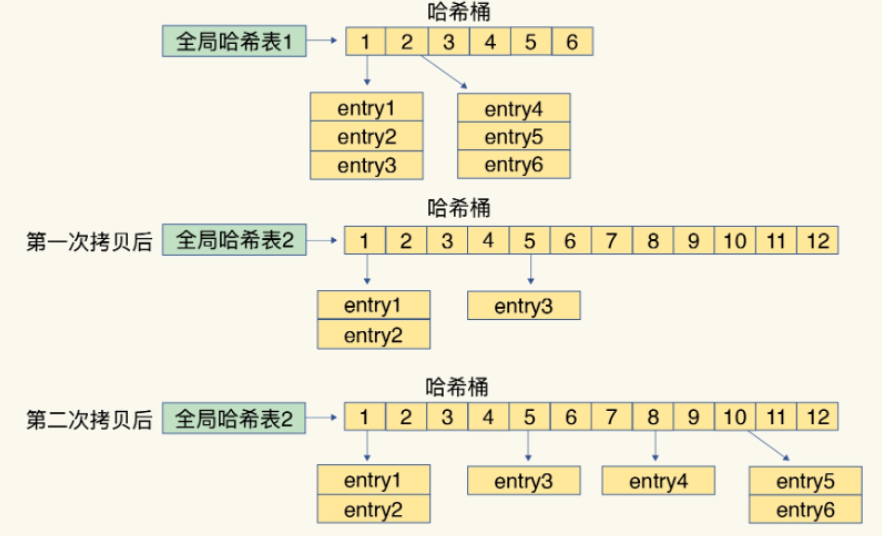 哈希桶
全局哈希表1 1 2 3 4 5 6
entry1 entry4
entry2 entry5
entry3 entry6
哈希桶
第一次拷贝后 全局哈希表2 1 2 3 4 5 6 7 8 9 10 11 12
entry1 entry3
entry2
哈希桶
第二次拷贝后 全局哈希表2 1 2 3 4 5 6 7 8 9 10 11 12
entry1 entry3 entry4 entry5
entry2 entry6